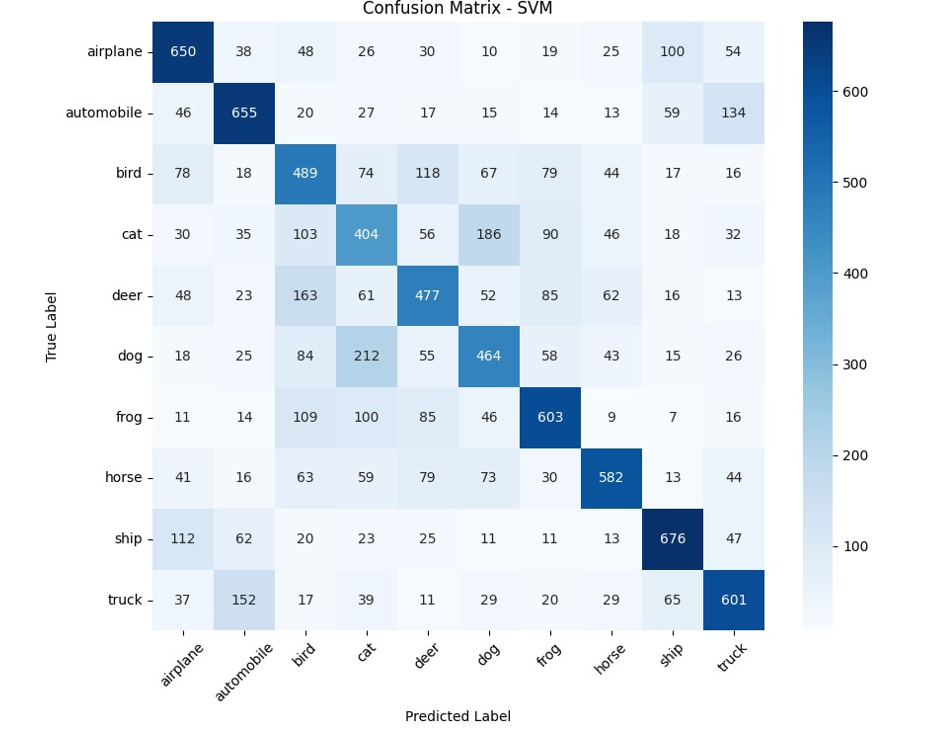 Confusion Matrix - SVM
airplane 650 38 48 26 30 10 19 25 100 54
automobile 46 655 20 27 17 15 14 13 59 134
bird 78 18 489 74 118 67 79 44 17 16
cat 30 35 103 404 56 186 90 46 18 32
deer 48 23 163 61 477 52 85 62 16 13
dog 18 25 84 212 55 464 58 43 15 26
frog 11 14 109 100 85 46 603 9 7 16
horse 41 16 63 59 79 73 30 582 13 44
ship 112 62 20 23 25 11 11 13 676 47
truck 37 152 17 39 11 29 20 29 65 601
airplane automobile bird cat deer dog frog horse ship truck
Predicted Label
True Label
600
500
400
300
200
100